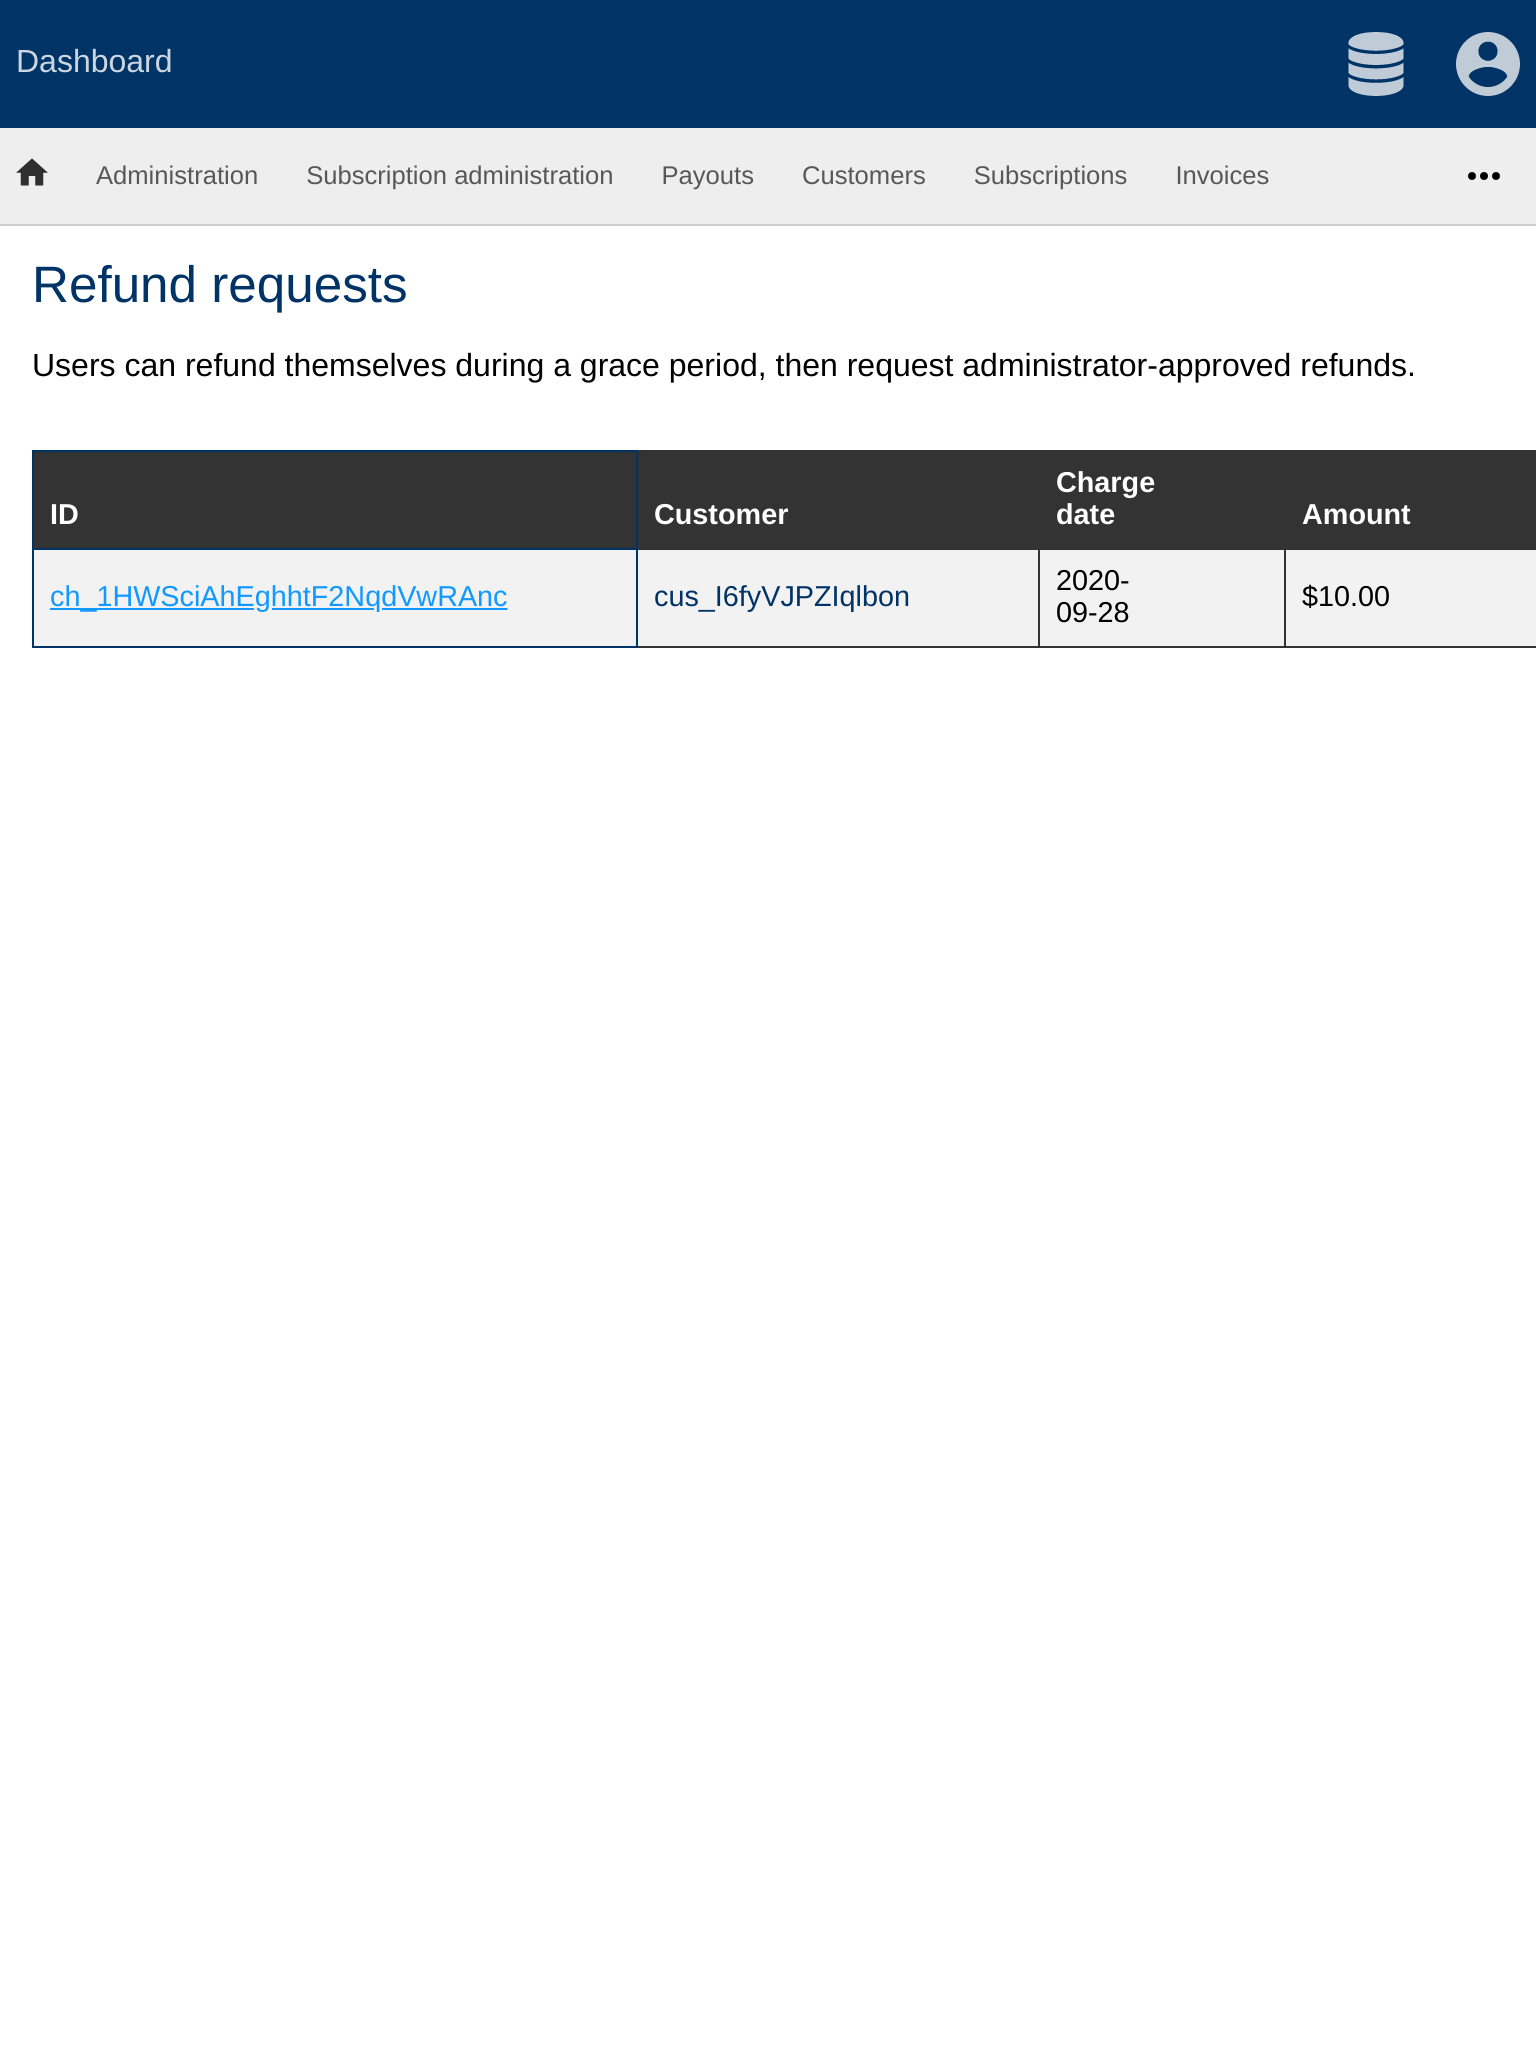 Dashboard
Administration Subscription administration Payouts Customers Subscriptions Invoices
Refund requests
Users can refund themselves during a grace period, then request administrator-approved refunds.
ID Customer Charge date Amount
ch_1HWSciAhEghhtF2NqdVwRAnc cus_I6fyVJPZIqlbon 2020-09-28 $10.00